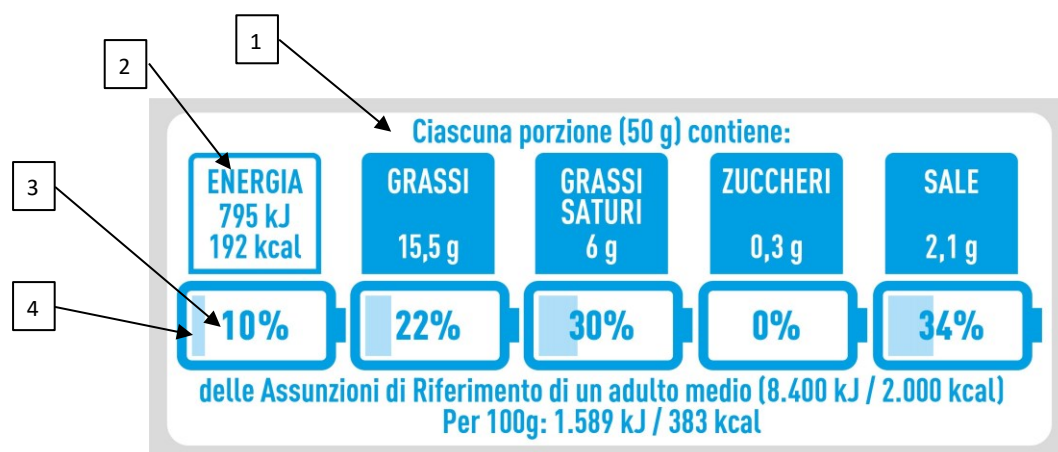 1
2
3
4
Ciascuna porzione (50 g) contiene:
ENERGIA
795 kJ
192 kcal
GRASSI
15,5 g
GRASSI
SATURI
6 g
ZUCCHERI
0,3 g
SALE
2,1 g
10%
22%
30%
0%
34%
delle Assunzioni di Riferimento di un adulto medio (8.400 kJ / 2.000 kcal)
Per 100g: 1.589 kJ / 383 kcal